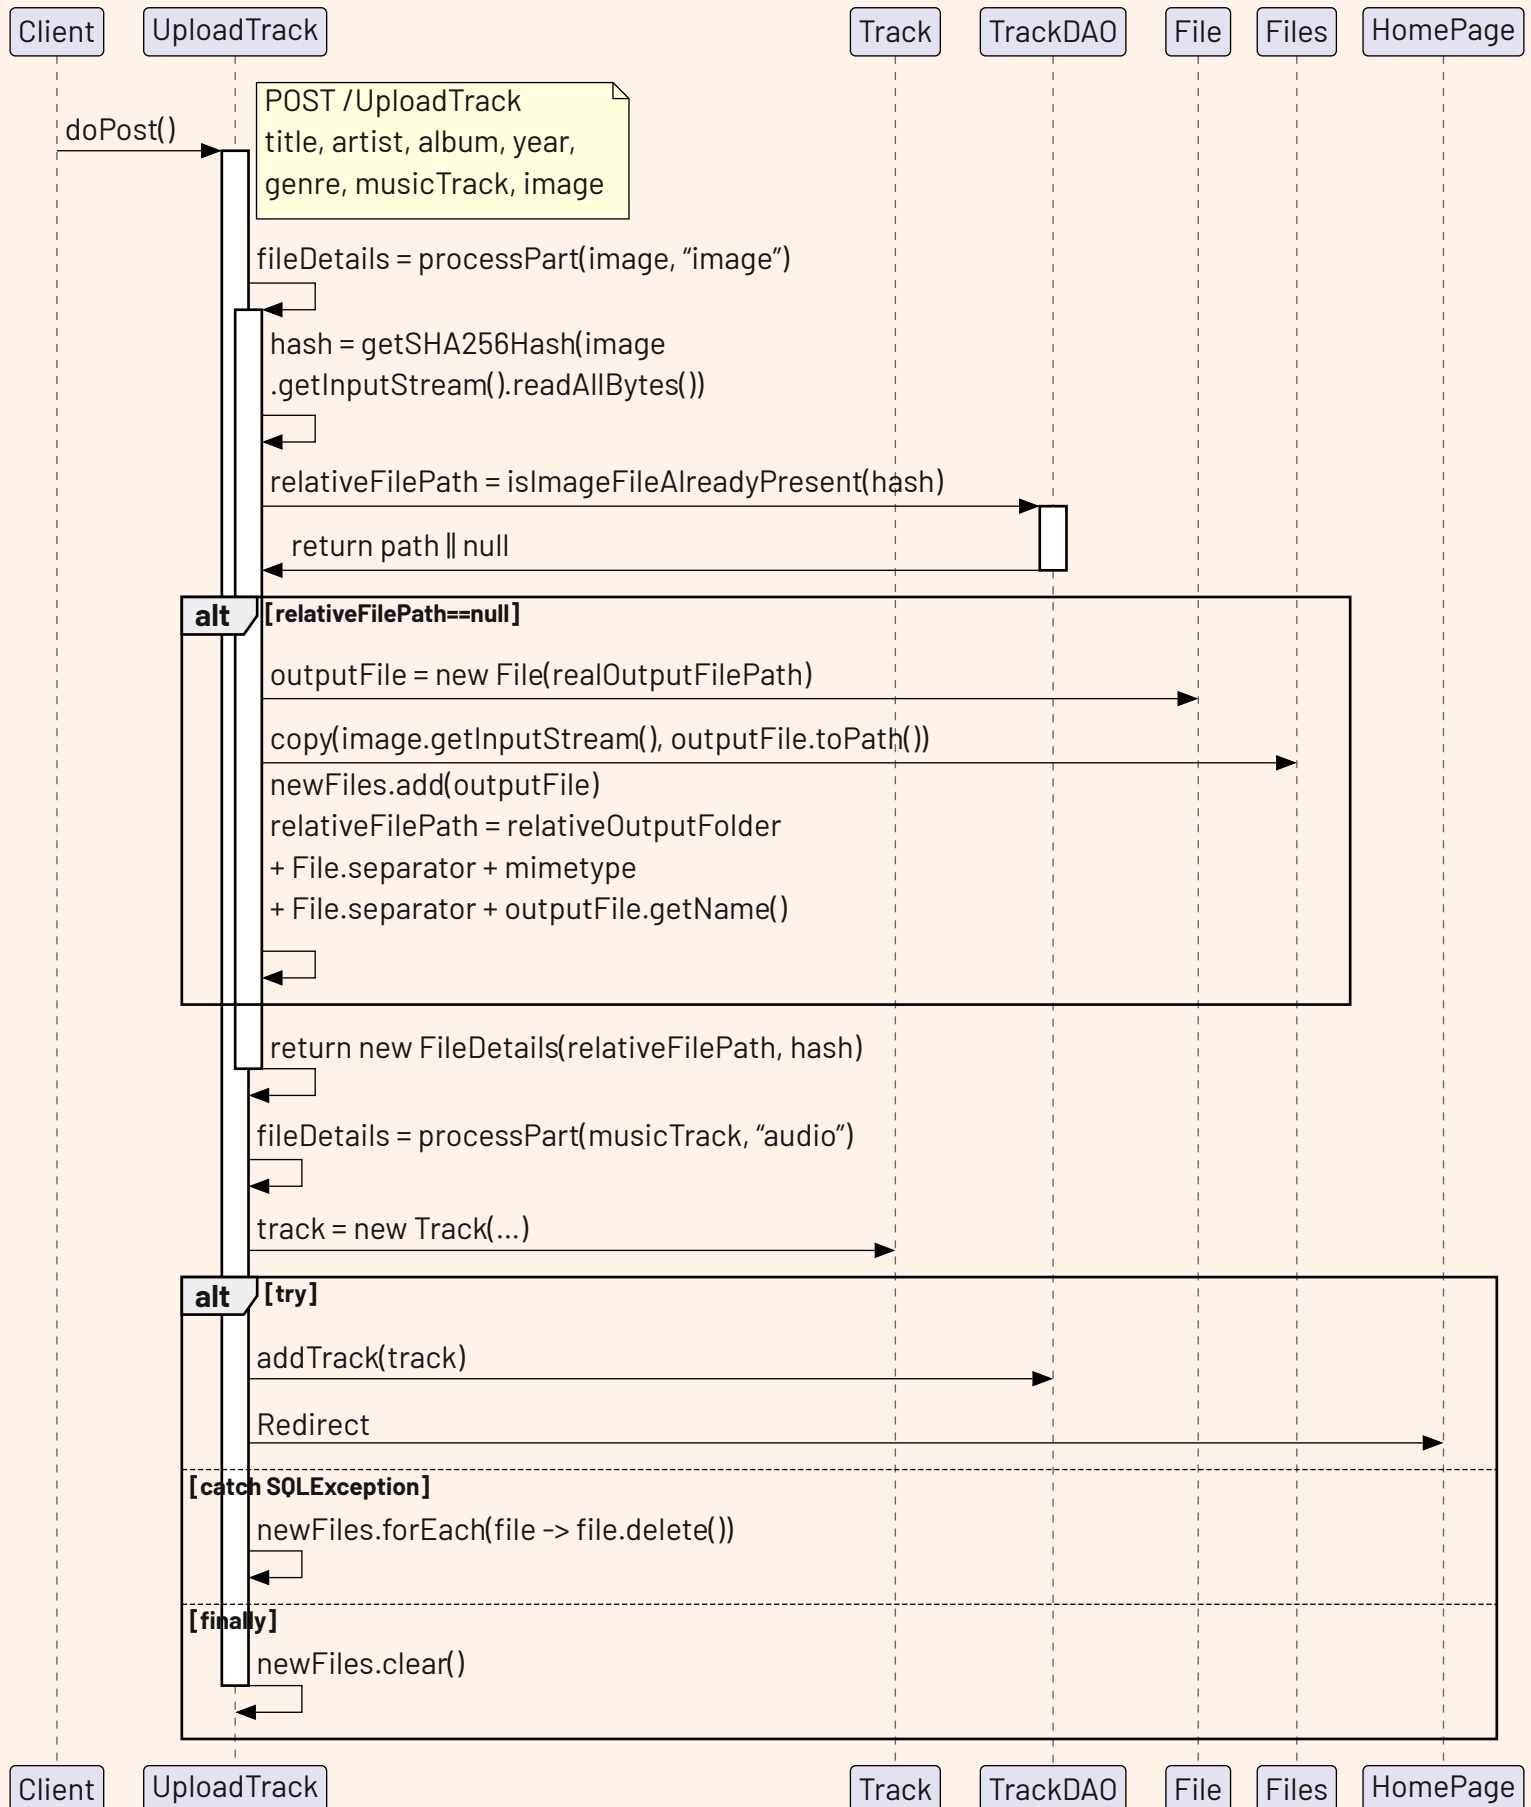 Client
UploadTrack
Track
TrackDAO
File
Files
HomePage
POST /UploadTrack
title, artist, album, year,
genre, musicTrack, image
doPost()
fileDetails = processPart(image, “image”)
hash = getSHA256Hash(image
.getInputStream().readAllBytes())
relativeFilePath = isImageFileAlreadyPresent(hash)
return path || null
alt
[relativeFilePath==null]
outputFile = new File(realOutputFilePath)
copy(image.getInputStream(), outputFile.toPath())
newFiles.add(outputFile)
relativeFilePath = relativeOutputFolder
+ File.separator + mimetype
+ File.separator + outputFile.getName()
return new FileDetails(relativeFilePath, hash)
fileDetails = processPart(musicTrack, “audio”)
track = new Track(...)
alt
[try]
addTrack(track)
Redirect
[catch SQLException]
newFiles.forEach(file -> file.delete())
[finally]
newFiles.clear()
Client
UploadTrack
Track
TrackDAO
File
Files
HomePage